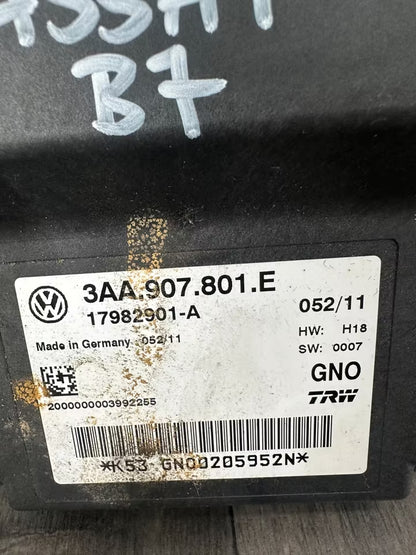 B7
3AA.907.801.E
17982901-A
Made in Germany 052/11
2000000003992255
052/11
HW: H18
SW: 0007
GNO
TRW
*K53 GNO0205952N*